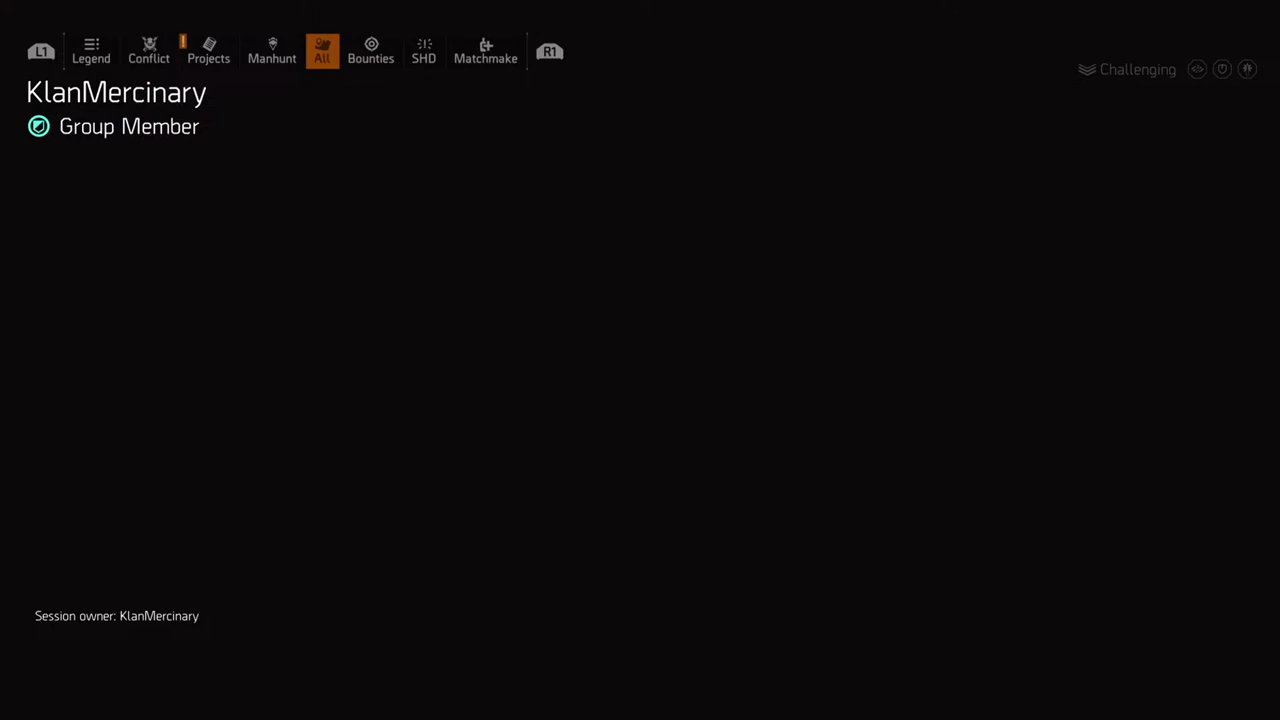 L1 Legend Conflict Projects Manhunt All Bounties SHD Matchmake R1
Challenging
KlanMercinary
Group Member
Session owner: KlanMercinary